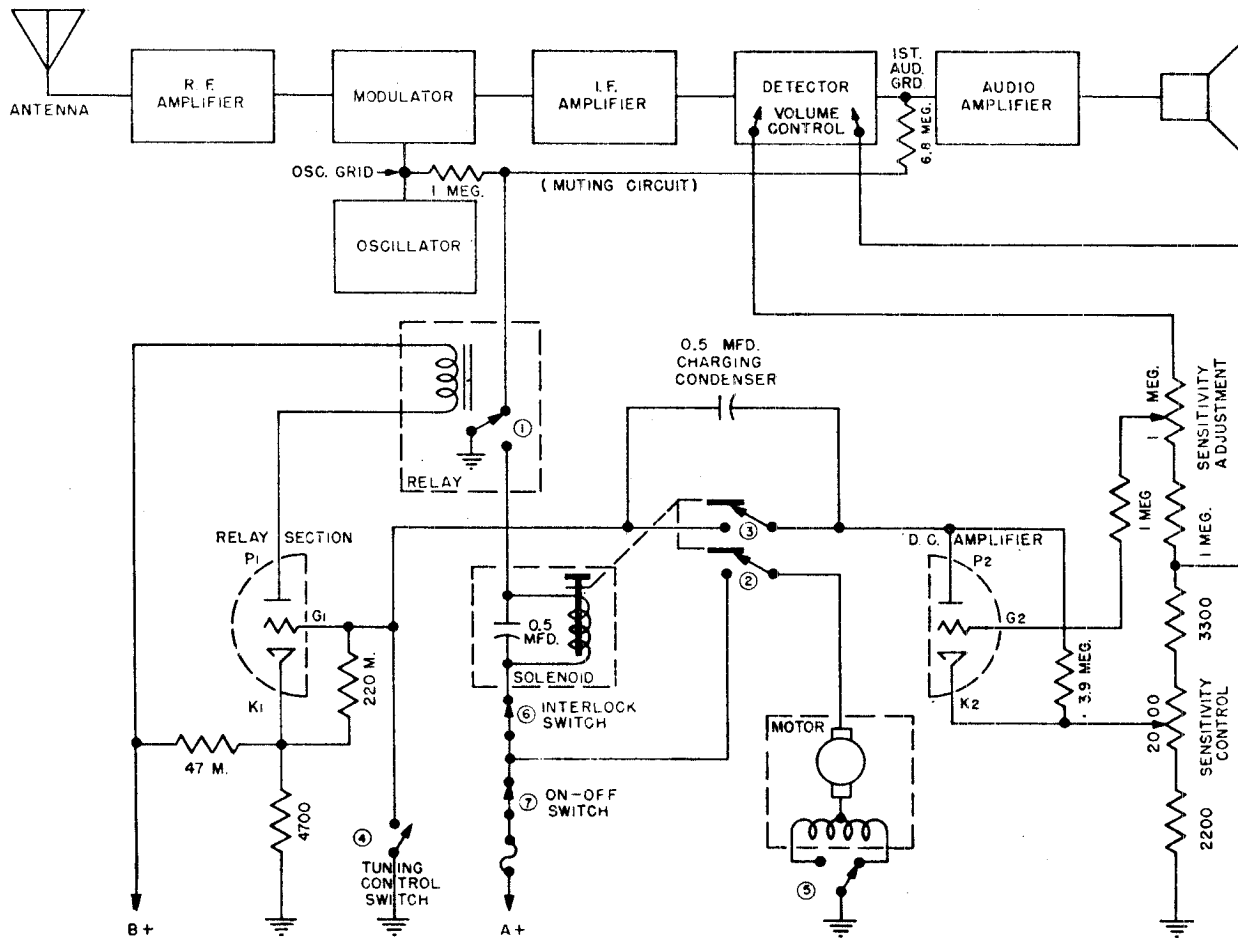 ANTENNA
R.F.
AMPLIFIER
MODULATOR
I.F.
AMPLIFIER
DETECTOR
VOLUME
CONTROL
1ST.
AUD.
GRD.
6.8 MEG.
AUDIO
AMPLIFIER
OSC. GRID
1 MEG.
(MUTING CIRCUIT)
OSCILLATOR
0.5 MFD.
CHARGING
CONDENSER
1 MEG.
SENSITIVITY
ADJUSTMENT
1
RELAY
1 MEG
1 MEG.
RELAY SECTION
P1
G1
K1
3
2
D.C. AMPLIFIER
P2
G2
K2
0.5
MFD.
SOLENOID
220 M.
3.9 MEG.
3300
6 INTERLOCK
SWITCH
MOTOR
2000
SENSITIVITY
CONTROL
47 M.
4700
7 ON-OFF
SWITCH
2200
4
TUNING
CONTROL
SWITCH
5
B+
A+